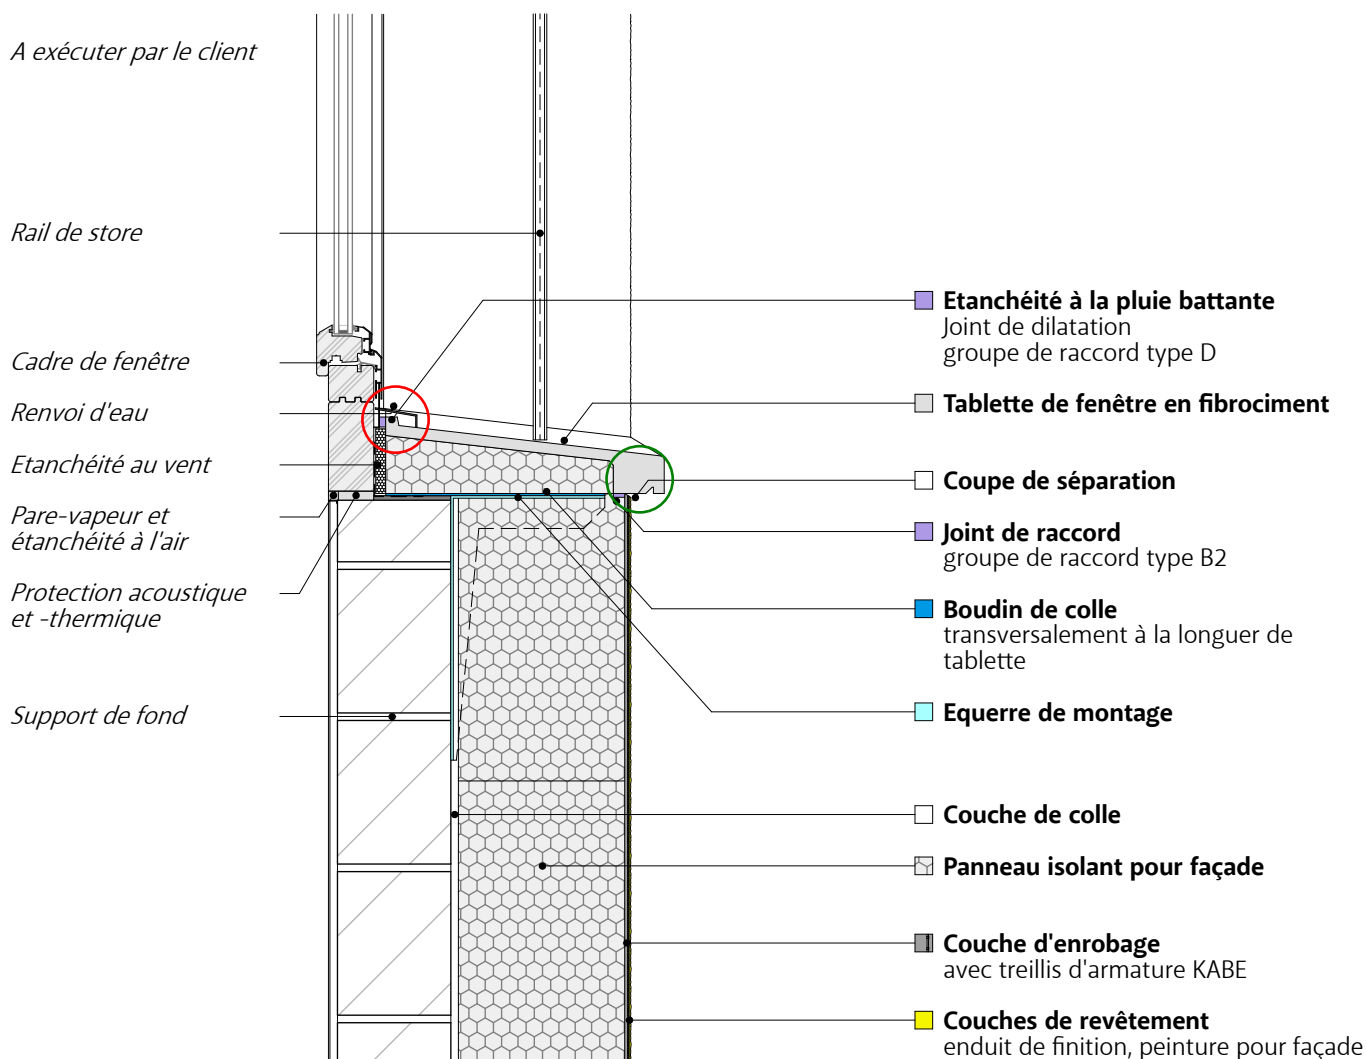 A exécuter par le client
Rail de store
Cadre de fenêtre
Renvoi d'eau
Etanchéité au vent
Pare-vapeur et
étanchéité à l'air
Protection acoustique
et -thermique
Support de fond
Etanchéité à la pluie battante
Joint de dilatation
groupe de raccord type D
Tablette de fenêtre en fibrociment
Coupe de séparation
Joint de raccord
groupe de raccord type B2
Boudin de colle
transversalement à la longuer de
tablette
Equerre de montage
Couche de colle
Panneau isolant pour façade
Couche d'enrobage
avec treillis d'armature KABE
Couches de revêtement
enduit de finition, peinture pour façade